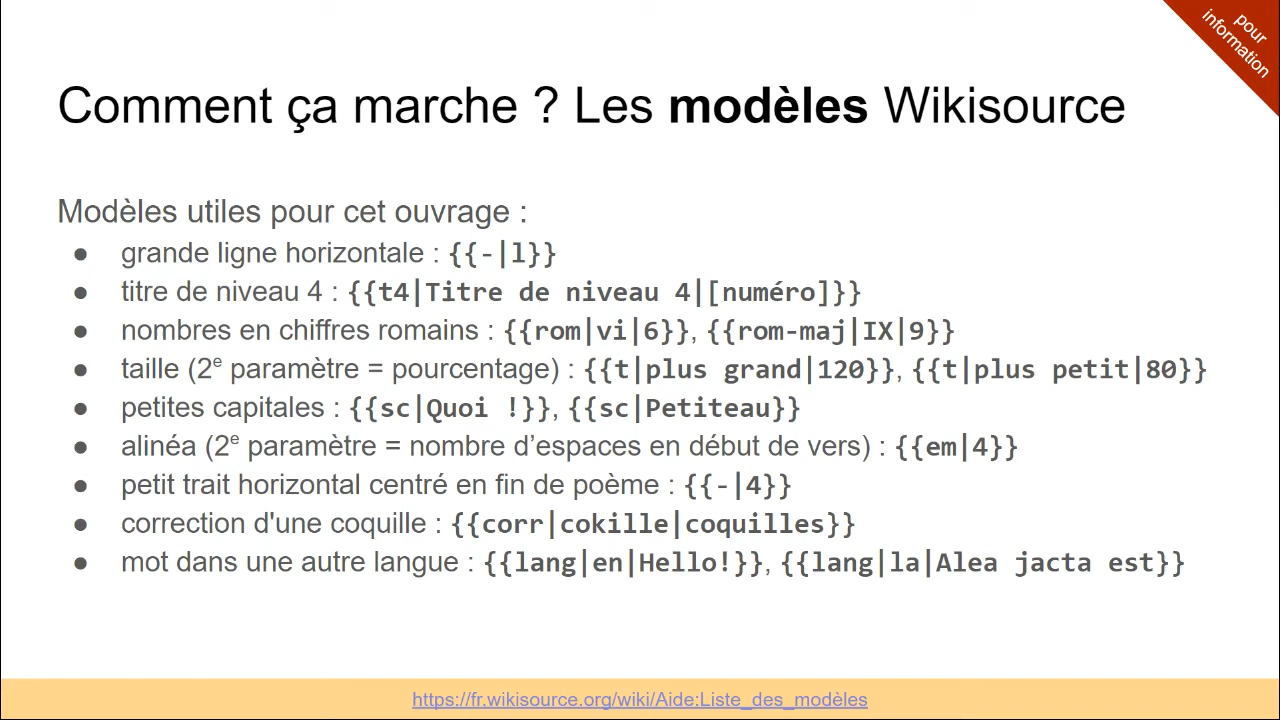 pour
information
Comment ça marche ? Les modèles Wikisource
Modèles utiles pour cet ouvrage :
● grande ligne horizontale : {{-|l}}
● titre de niveau 4 : {{t4|Titre de niveau 4|[numéro]}}
● nombres en chiffres romains : {{rom|vi|6}}, {{rom-maj|IX|9}}
● taille (2e paramètre = pourcentage) : {{t|plus grand|120}}, {{t|plus petit|80}}
● petites capitales : {{sc|Quoi !}}, {{sc|Petiteau}}
● alinéa (2e paramètre = nombre d’espaces en début de vers) : {{em|4}}
● petit trait horizontal centré en fin de poème : {{-|4}}
● correction d'une coquille : {{corr|cokille|coquilles}}
● mot dans une autre langue : {{lang|en|Hello!}}, {{lang|la|Alea jacta est}}
https://fr.wikisource.org/wiki/Aide:Liste_des_modèles